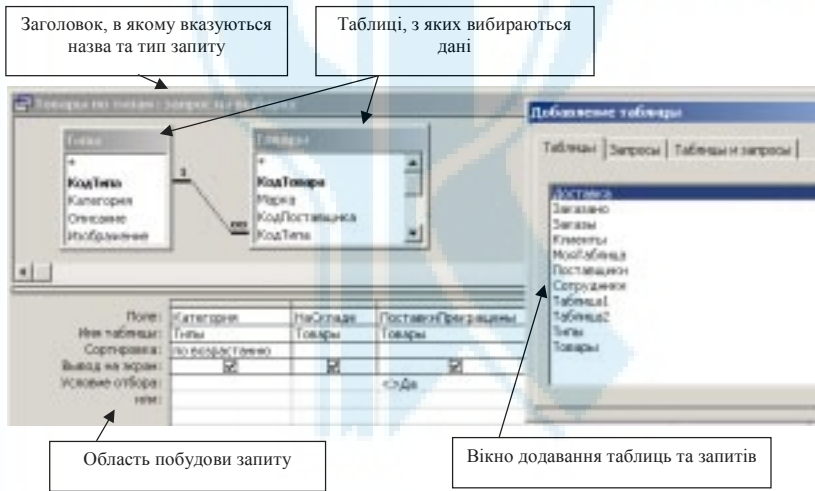 Заголовок, в якому вказуються
назва та тип запиту
Таблиці, з яких вибираються
дані
Товары по типам: запрос на
Типы
*
КодТипа
Категория
Описание
Изображение
1
∞
Товары
*
КодТовара
Марка
КодПоставщика
КодТипа
Добавление таблицы
Таблицы
Запросы
Таблицы и запросы
Доставка
Заказано
Заказы
Клиенты
МояТаблица
Поставщики
Сотрудники
Таблица1
Таблица2
Типы
Товары
Поле: Категория НаСкладе ПоставкиПрекращены
Имя таблицы: Типы Товары Товары
Сортировка: по возрастанию
Вывод на экран:
Условие отбора: <>Да
или:
Область побудови запиту
Вікно додавання таблиць та запитів